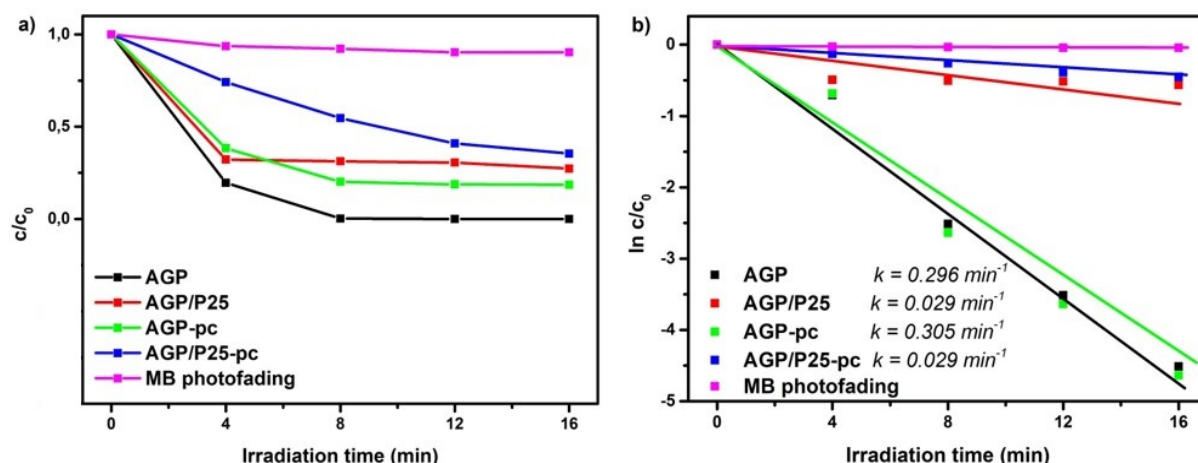 a)
1,0
0,5
0,0
c/c₀
AGP
AGP/P25
AGP-pc
AGP/P25-pc
MB photofading
0 4 8 12 16
Irradiation time (min)
b)
0
-1
-2
-3
-4
-5
ln c/c₀
AGP k = 0.296 min⁻¹
AGP/P25 k = 0.029 min⁻¹
AGP-pc k = 0.305 min⁻¹
AGP/P25-pc k = 0.029 min⁻¹
MB photofading
0 4 8 12 16
Irradiation time (min)